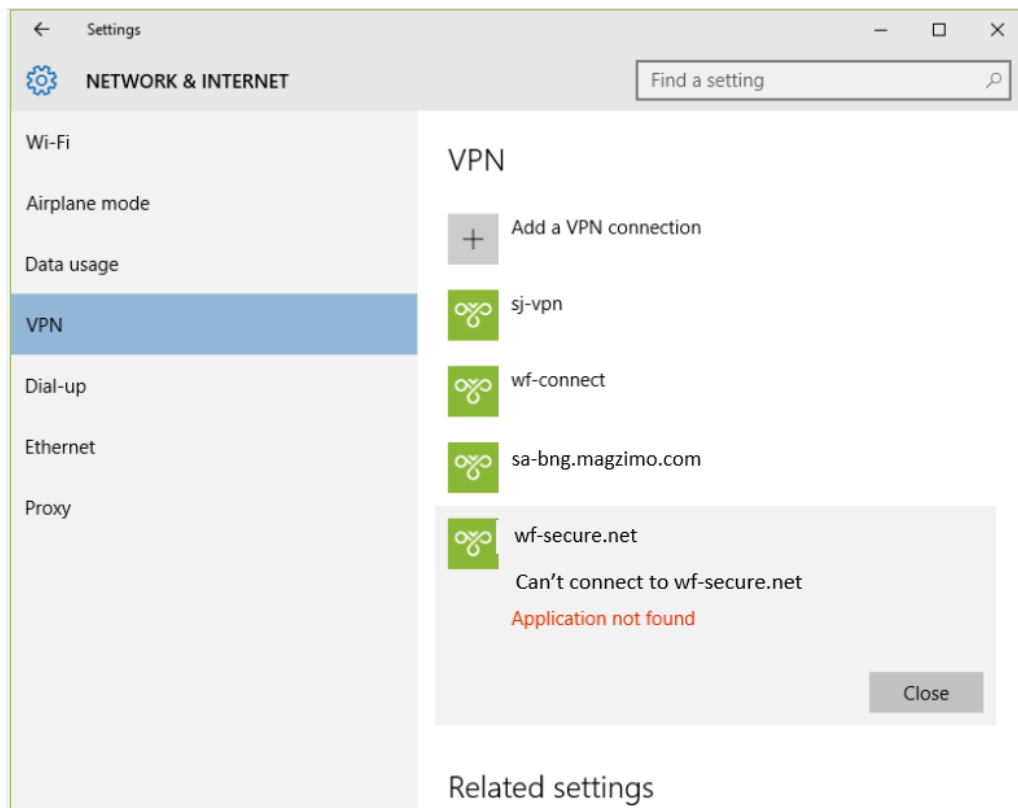 Settings
NETWORK & INTERNET
Find a setting
Wi-Fi
Airplane mode
Data usage
VPN
Dial-up
Ethernet
Proxy
VPN
Add a VPN connection
sj-vpn
wf-connect
sa-bng.magzimo.com
wf-secure.net
Can’t connect to wf-secure.net
Application not found
Close
Related settings